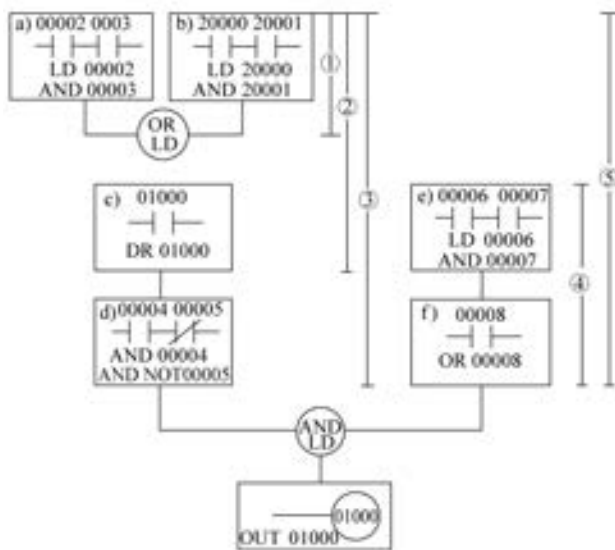 a) 00002 0003
LD 00002
AND 00003
b) 20000 20001
LD 20000
AND 20001
①
②
③
④
⑤
OR
LD
c) 01000
DR 01000
d) 00004 00005
AND 00004
AND NOT00005
e) 00006 00007
LD 00006
AND 00007
f) 00008
OR 00008
AND
LD
01000
OUT 01000